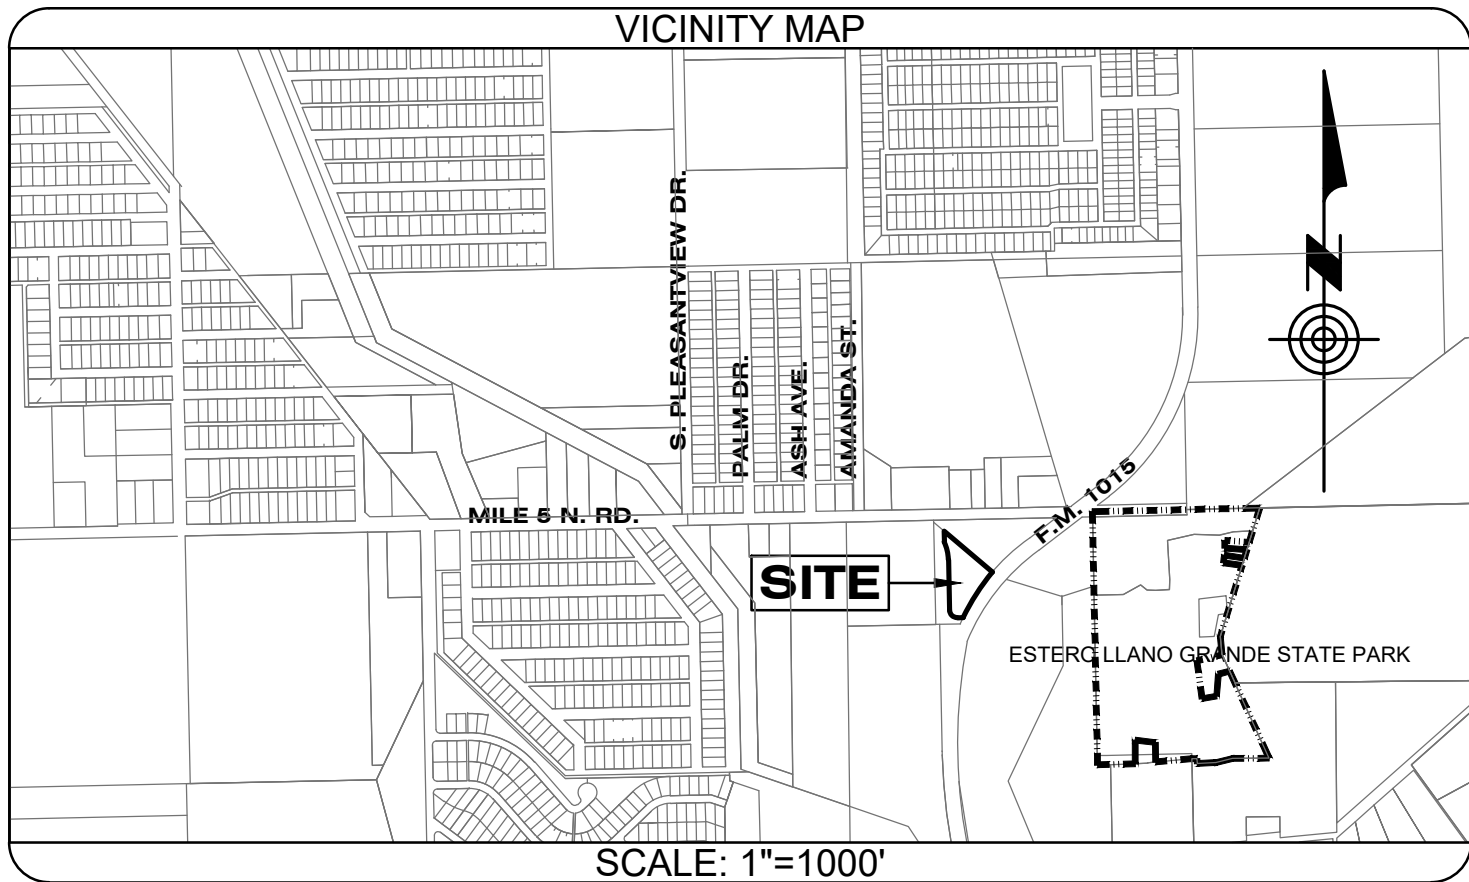 VICINITY MAP
S. PLEASANTVIEW DR.
PALM DR.
ASH AVE.
AMANDA ST.
N
F.M. 1015
MILE 5 N. RD.
SITE
ESTERO LLANO GRANDE STATE PARK
SCALE: 1"=1000'